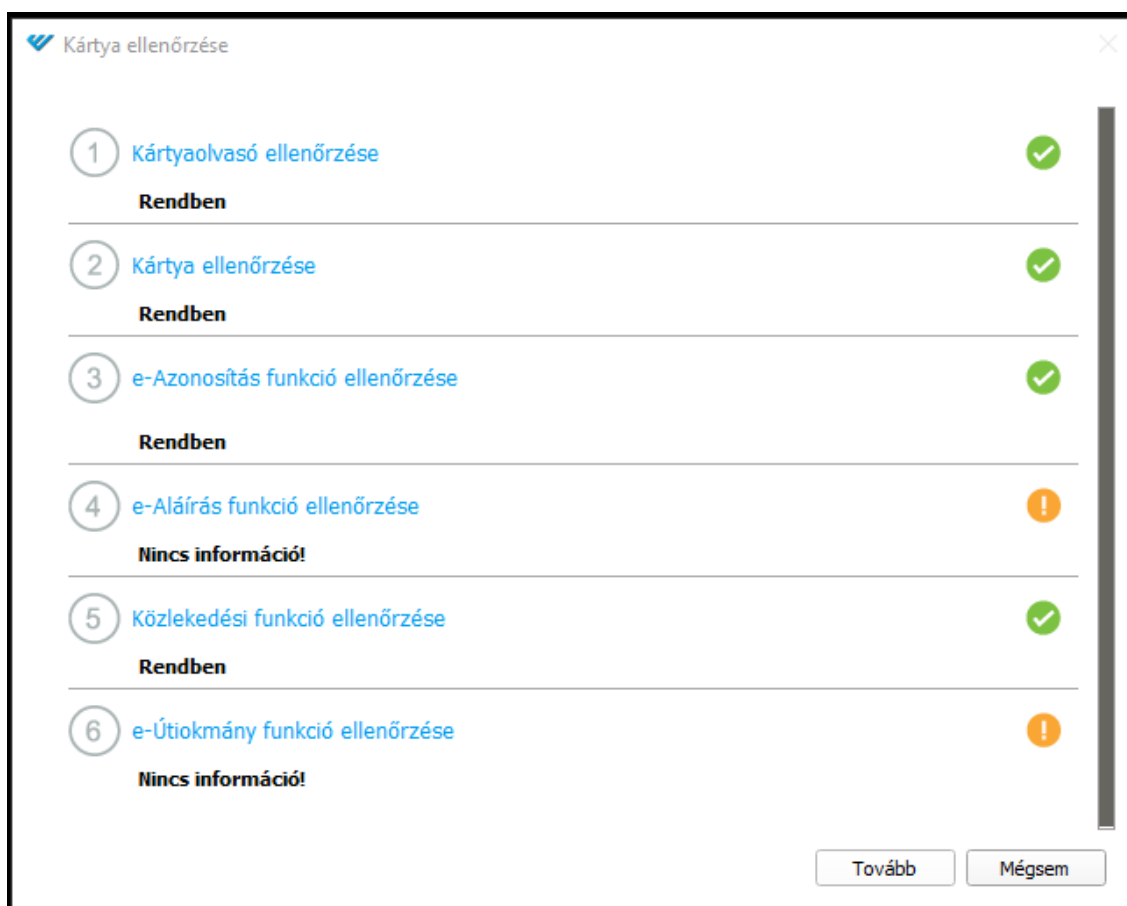 Kártya ellenőrzése
1 Kártyaolvasó ellenőrzése
Rendben
2 Kártya ellenőrzése
Rendben
3 e-Azonosítás funkció ellenőrzése
Rendben
4 e-Aláírás funkció ellenőrzése
Nincs információ!
5 Közlekedési funkció ellenőrzése
Rendben
6 e-Útiokmány funkció ellenőrzése
Nincs információ!
Tovább Mégsem